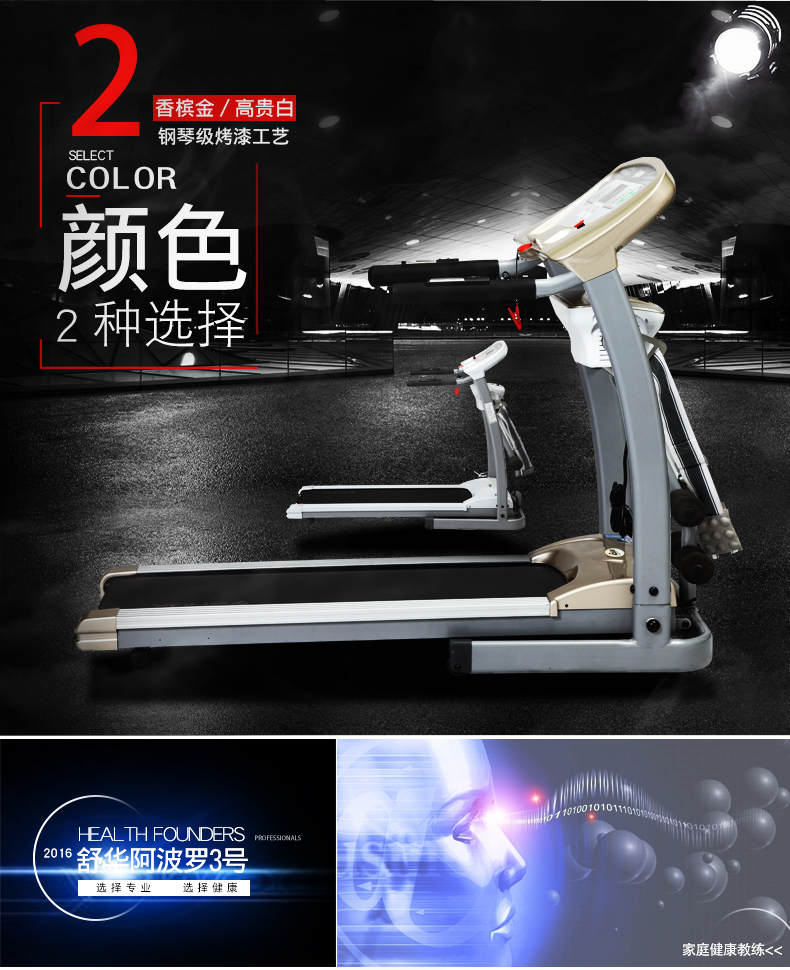 2
香槟金 / 高贵白
钢琴级烤漆工艺
SELECT
COLOR
颜色
2 种选择
HEALTH FOUNDERS PROFESSIONALS
2016 舒华阿波罗3号
选择专业 选择健康
家庭健康教练<<